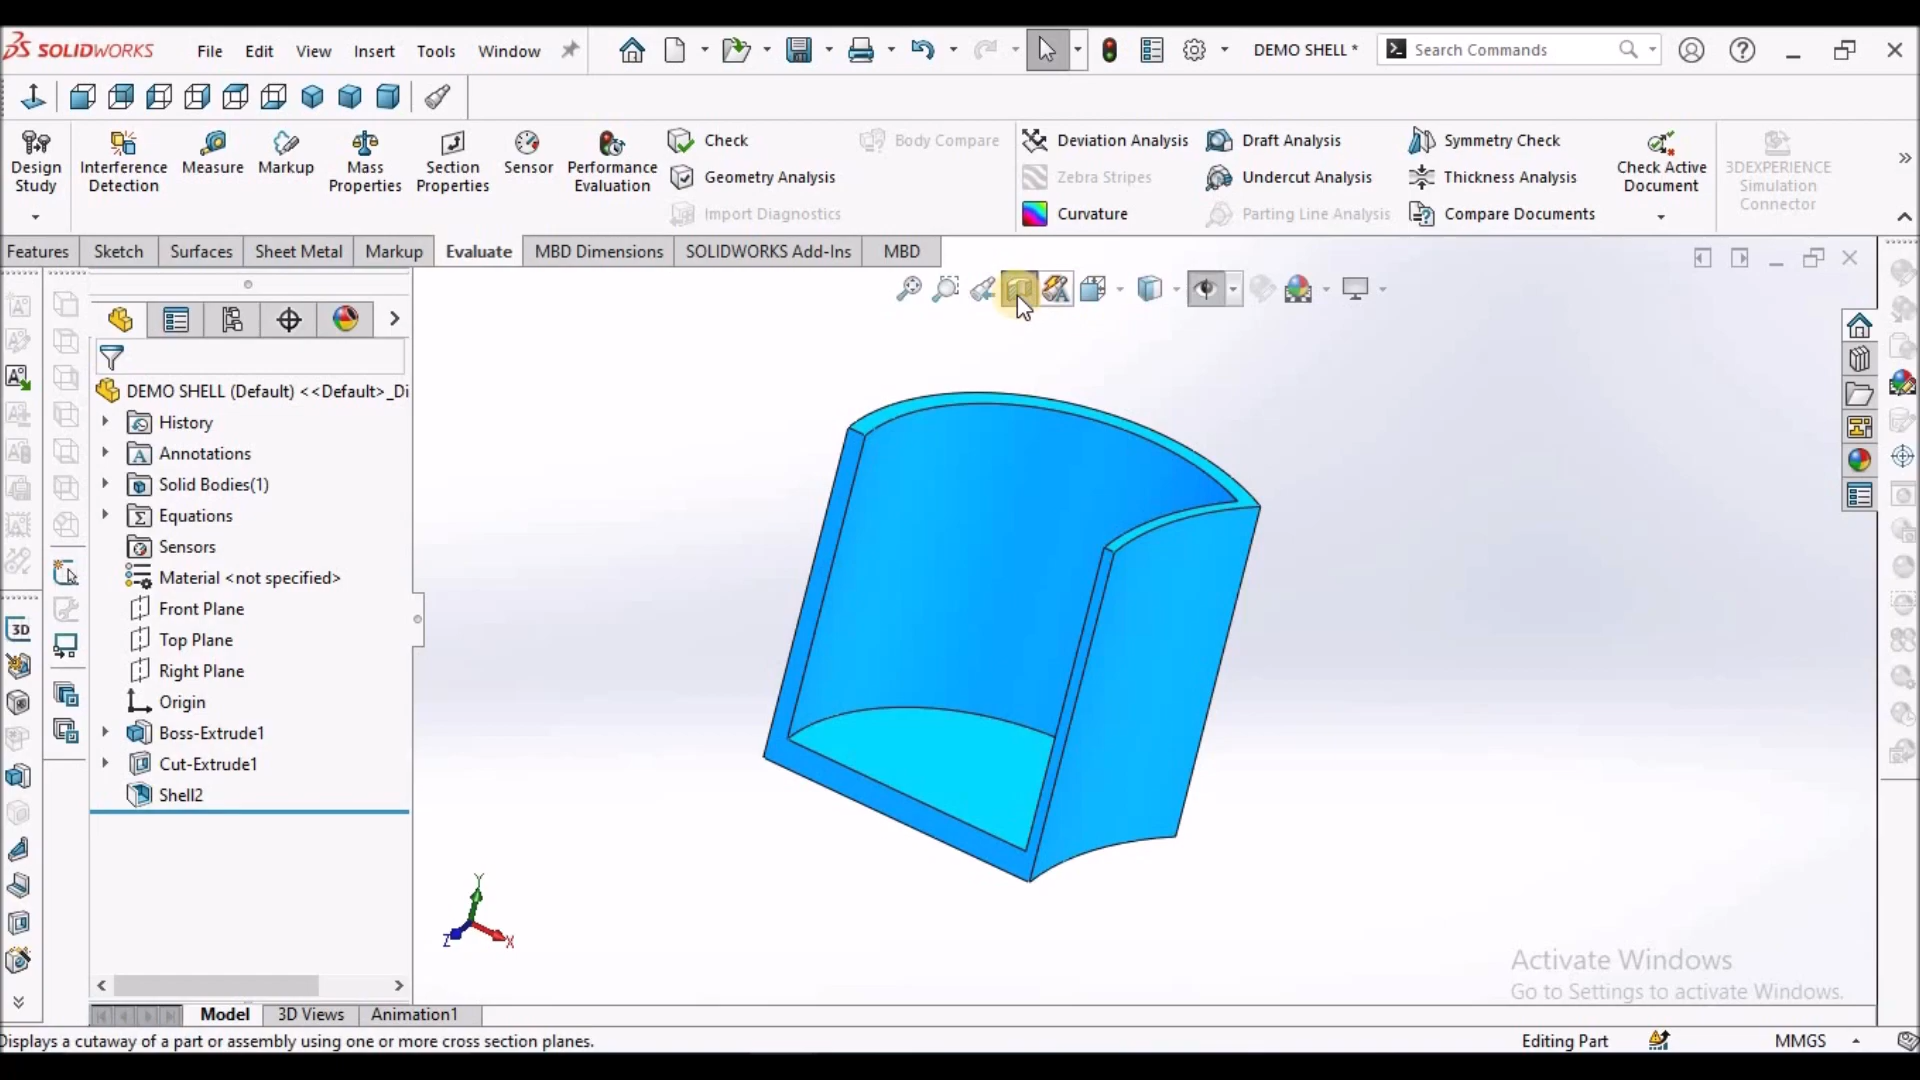 SOLIDWORKS File Edit View Insert Tools Window DEMO SHELL * Search Commands
Design Study
Interference Detection
Measure
Markup
Mass Properties
Section Properties
Sensor
Performance Evaluation
Check
Geometry Analysis
Import Diagnostics
Body Compare
Deviation Analysis
Zebra Stripes
Curvature
Draft Analysis
Undercut Analysis
Parting Line Analysis
Symmetry Check
Thickness Analysis
Compare Documents
Check Active Document
3DEXPERIENCE Simulation Connector
Features Sketch Surfaces Sheet Metal Markup Evaluate MBD Dimensions SOLIDWORKS Add-Ins MBD
DEMO SHELL (Default) <<Default>_Di
History
Annotations
Solid Bodies(1)
Equations
Sensors
Material <not specified>
Front Plane
Top Plane
Right Plane
Origin
Boss-Extrude1
Cut-Extrude1
Shell2
3D
Y
Z
X
Activate Windows
Go to Settings to activate Windows.
Model 3D Views Animation1
Displays a cutaway of a part or assembly using one or more cross section planes. Editing Part MMGS